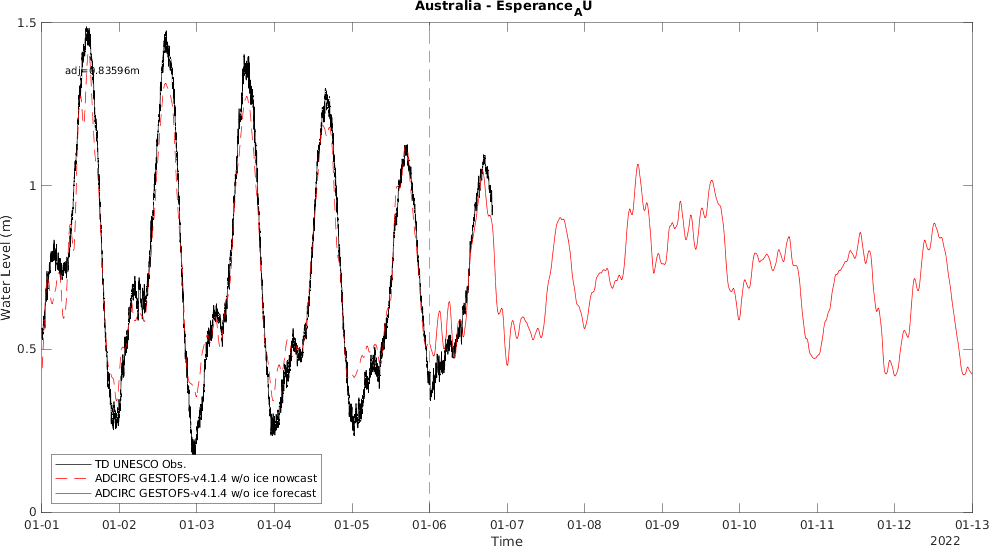 Australia - Esperance_AU
1.5
adj=0.83596m
1
Water Level (m)
0.5
0
TD UNESCO Obs.
ADCIRC GESTOFS-v4.1.4 w/o ice nowcast
ADCIRC GESTOFS-v4.1.4 w/o ice forecast
01-01 01-02 01-03 01-04 01-05 01-06 01-07 01-08 01-09 01-10 01-11 01-12 01-13
Time
2022